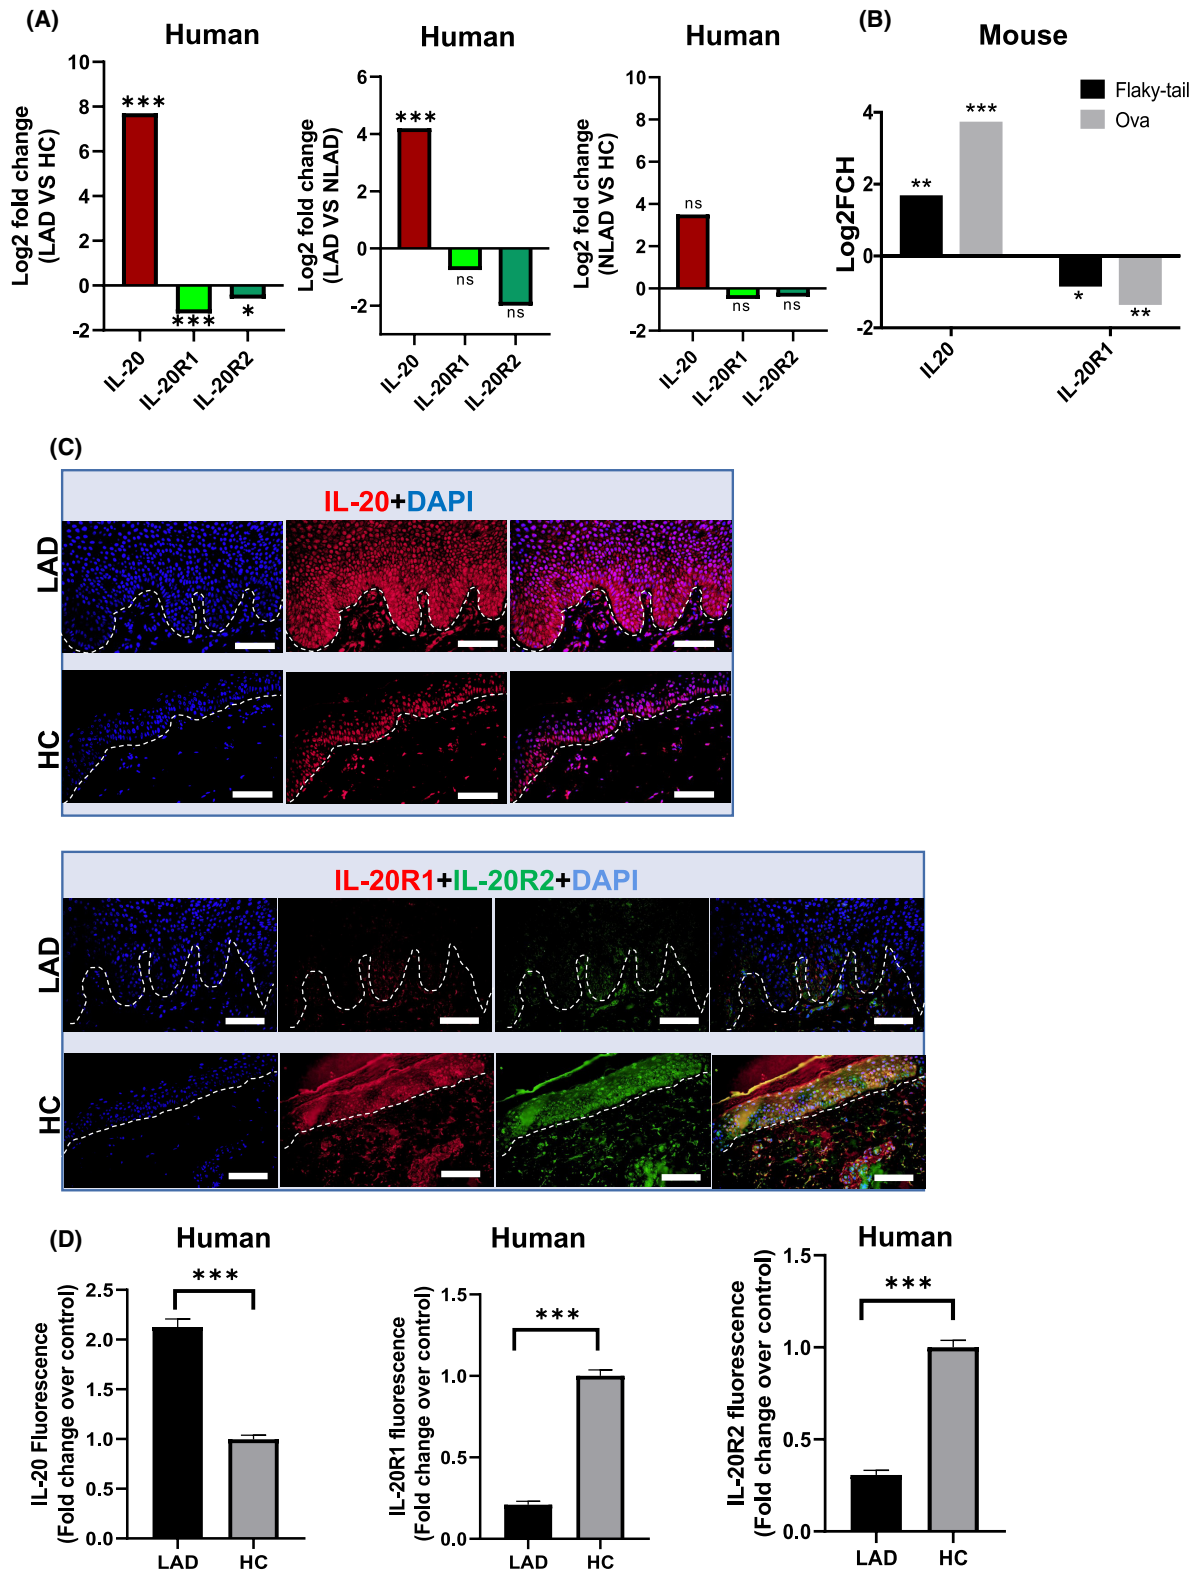 (A)
Human
Log2 fold change
(LAD VS HC)
10
8
6
4
2
0
-2
***
***
*
IL-20
IL-20R1
IL-20R2
Human
Log2 fold change
(LAD VS NLAD)
6
4
2
0
-2
***
ns
ns
IL-20
IL-20R1
IL-20R2
Human
Log2 fold change
(NLAD VS HC)
10
8
6
4
2
0
-2
ns
ns
ns
IL-20
IL-20R1
IL-20R2
(B)
Mouse
Flaky-tail
Ova
Log2FCH
4
2
0
-2
**
***
*
**
IL20
IL-20R1
(C)
IL-20+DAPI
LAD
HC
IL-20R1+IL-20R2+DAPI
LAD
HC
(D)
Human
IL-20 Fluorescence
(Fold change over control)
2.5
2.0
1.5
1.0
0.5
0.0
***
LAD
HC
Human
IL-20R1 fluorescence
(Fold change over control)
1.5
1.0
0.5
0.0
***
LAD
HC
Human
IL-20R2 fluorescence
(Fold change over control)
1.5
1.0
0.5
0.0
***
LAD
HC